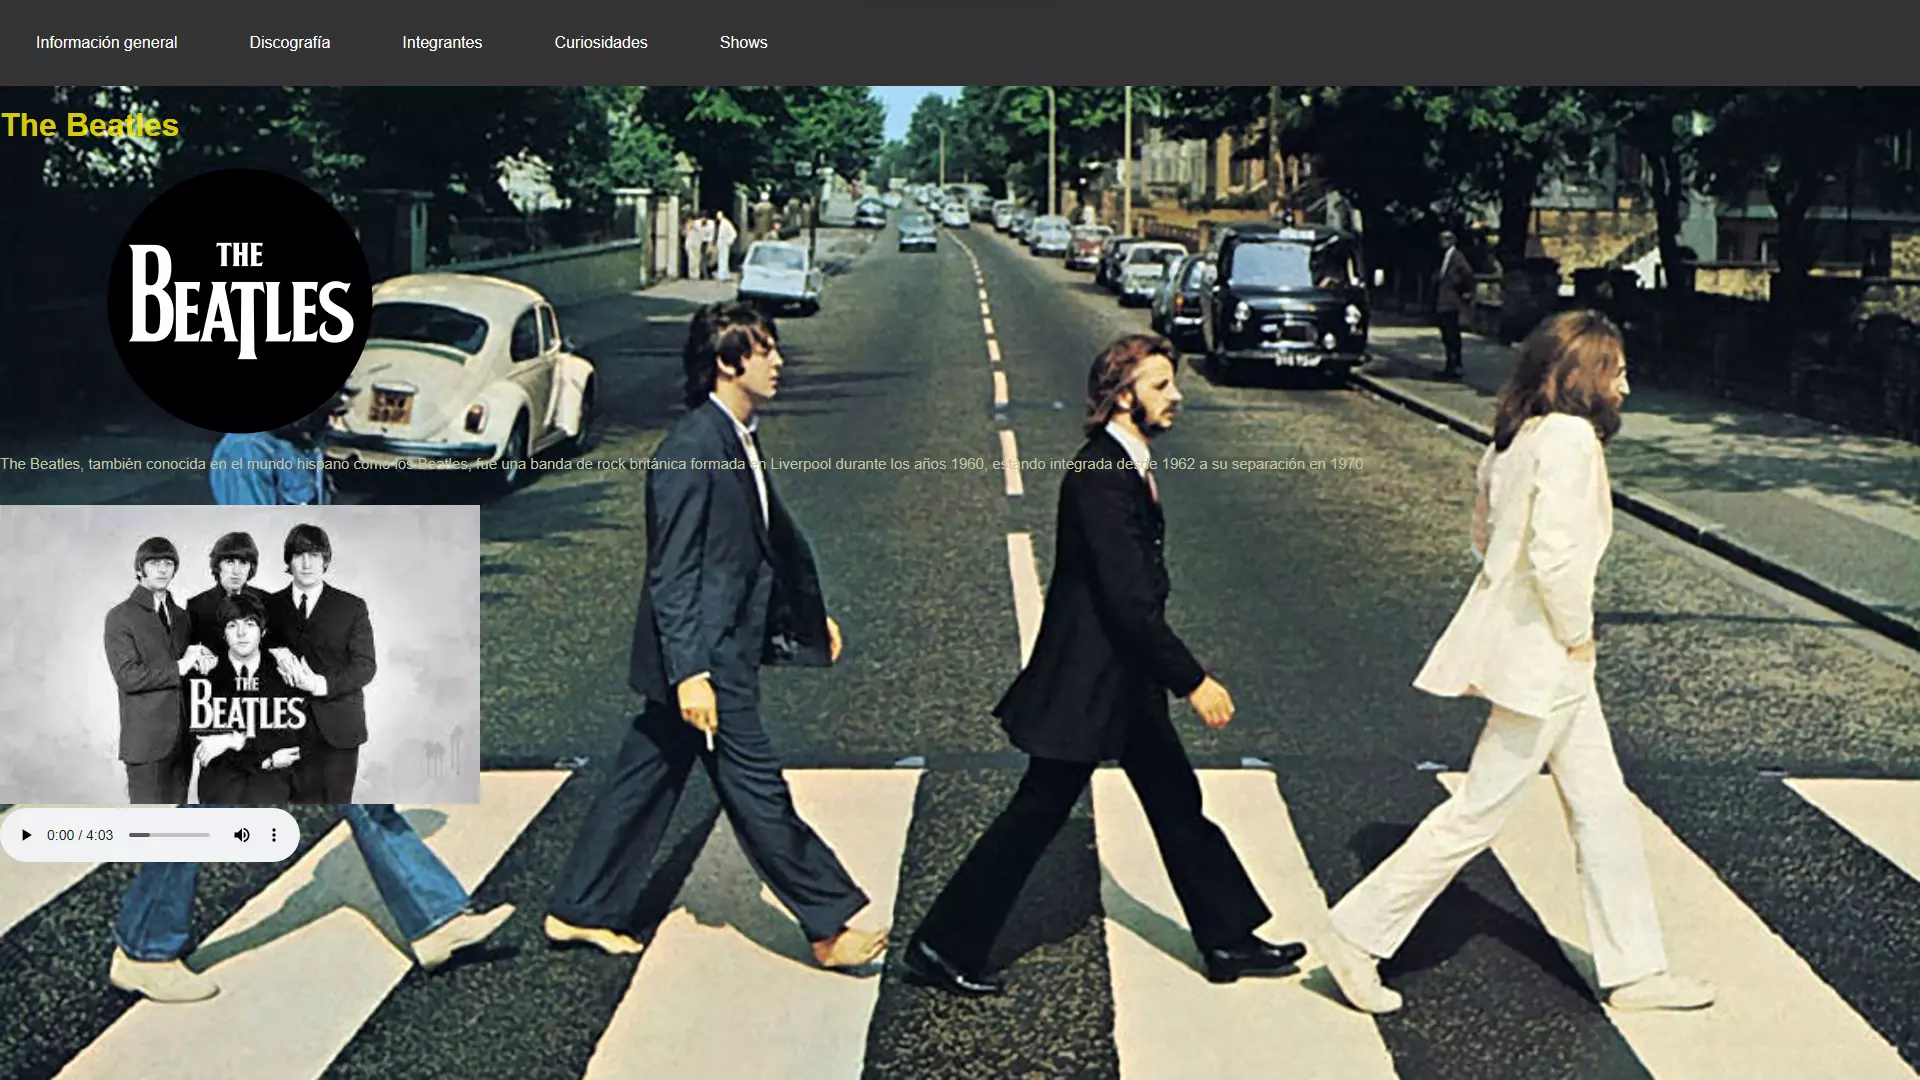 Información general
Discografía
Integrantes
Curiosidades
Shows
The Beatles
THE
BEATLES
The Beatles, también conocida en el mundo hispano como los Beatles, fue una banda de rock británica formada en Liverpool durante los años 1960, estando integrada desde 1962 a su separación en 1970
THE
BEATLES
0:00 / 4:03